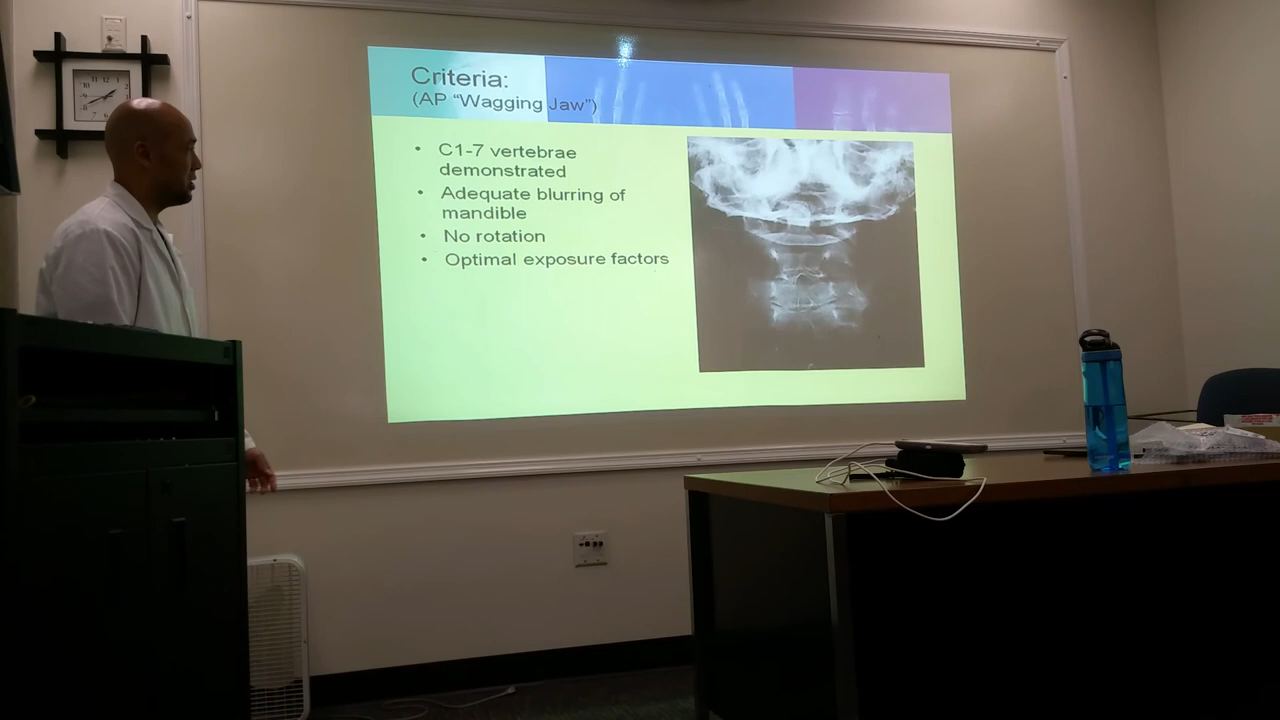 Criteria:
(AP “Wagging Jaw”)
• C1-7 vertebrae
demonstrated
• Adequate blurring of
mandible
• No rotation
• Optimal exposure factors